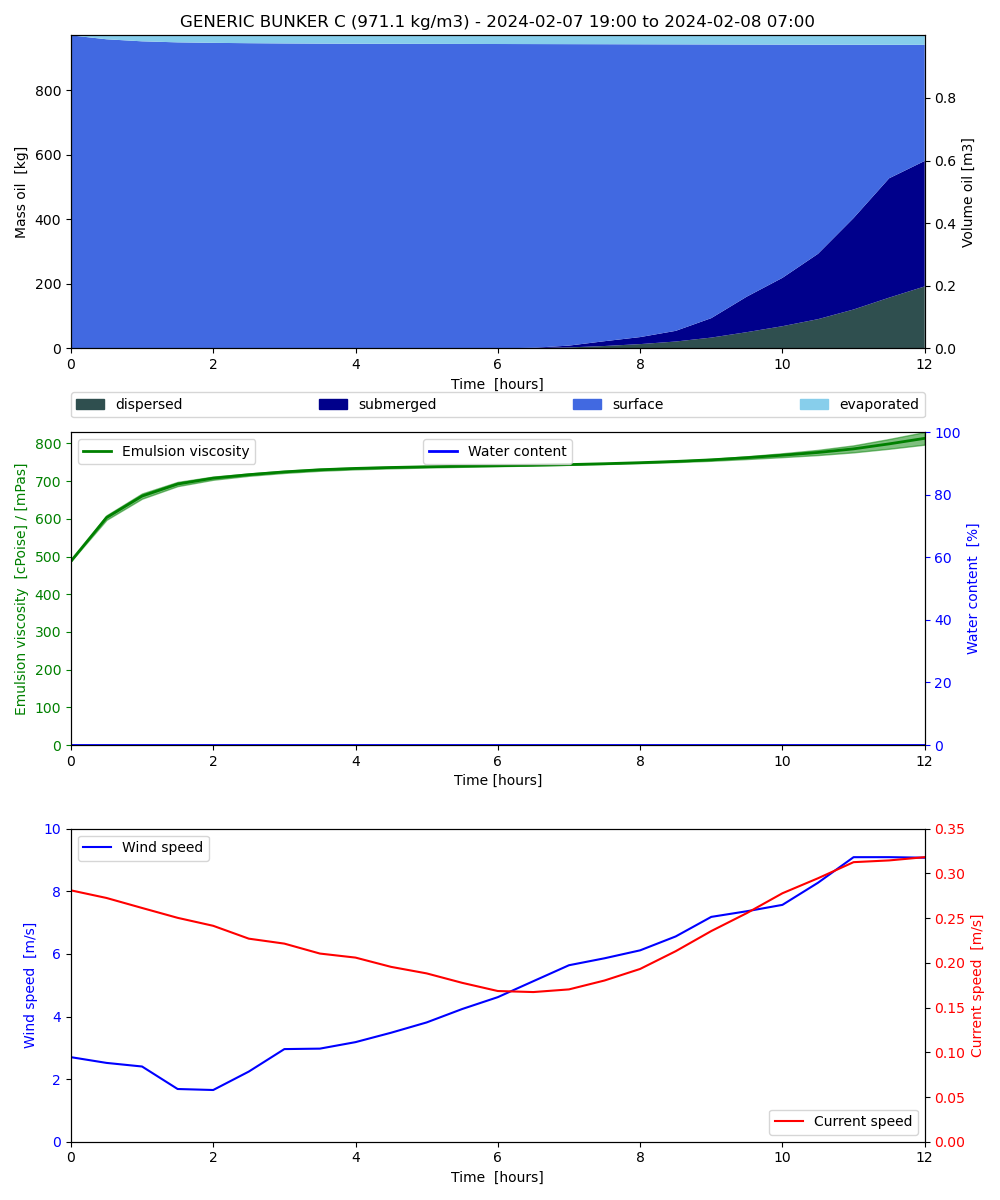 GENERIC BUNKER C (971.1 kg/m3) - 2024-02-07 19:00 to 2024-02-08 07:00
Mass oil [kg]
0
200
400
600
800
Volume oil [m3]
0.0
0.2
0.4
0.6
0.8
0 2 4 6 8 10 12
Time [hours]
dispersed submerged surface evaporated
Emulsion viscosity [cPoise] / [mPas]
0
100
200
300
400
500
600
700
800
Emulsion viscosity
Water content
Water content [%]
0
20
40
60
80
100
0 2 4 6 8 10 12
Time [hours]
Wind speed [m/s]
0
2
4
6
8
10
Wind speed
Current speed
Current speed [m/s]
0.00
0.05
0.10
0.15
0.20
0.25
0.30
0.35
0 2 4 6 8 10 12
Time [hours]